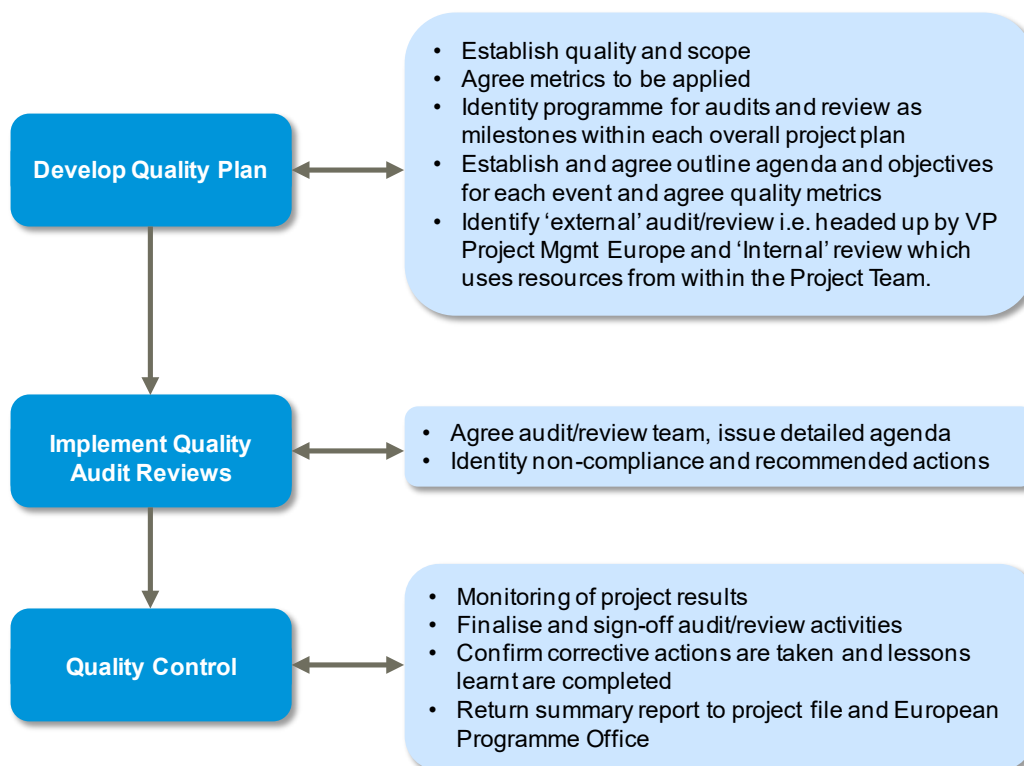 Develop Quality Plan
• Establish quality and scope
• Agree metrics to be applied
• Identity programme for audits and review as
milestones within each overall project plan
• Establish and agree outline agenda and objectives
for each event and agree quality metrics
• Identify ‘external’ audit/review i.e. headed up by VP
Project Mgmt Europe and ‘Internal’ review which
uses resources from within the Project Team.
Implement Quality
Audit Reviews
• Agree audit/review team, issue detailed agenda
• Identity non-compliance and recommended actions
Quality Control
• Monitoring of project results
• Finalise and sign-off audit/review activities
• Confirm corrective actions are taken and lessons
learnt are completed
• Return summary report to project file and European
Programme Office